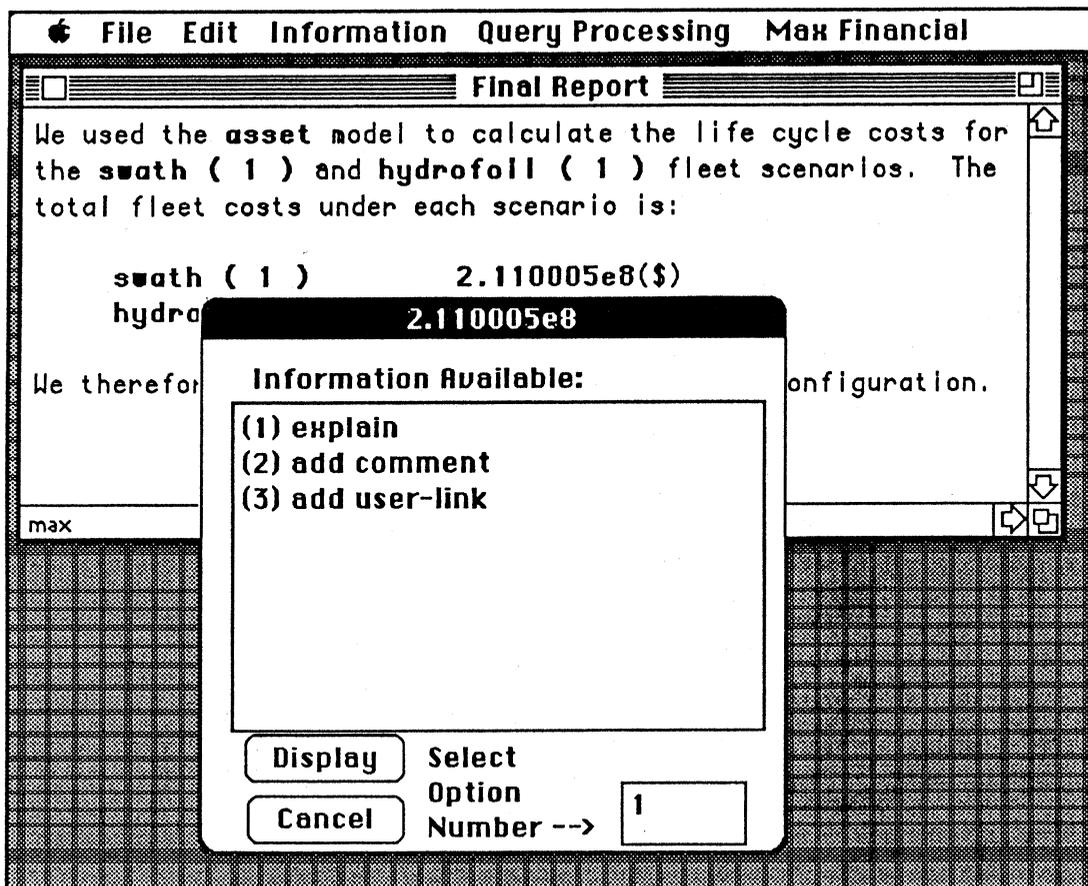 File Edit Information Query Processing Max Financial
Final Report
We used the asset model to calculate the life cycle costs for
the swath ( 1 ) and hydrofoil ( 1 ) fleet scenarios. The
total fleet costs under each scenario is:
swath ( 1 ) 2.110005e8($)
hydro
We therefor
onfiguration.
max
2.110005e8
Information Available:
(1) explain
(2) add comment
(3) add user-link
Display
Cancel
Select
Option
Number -->
1